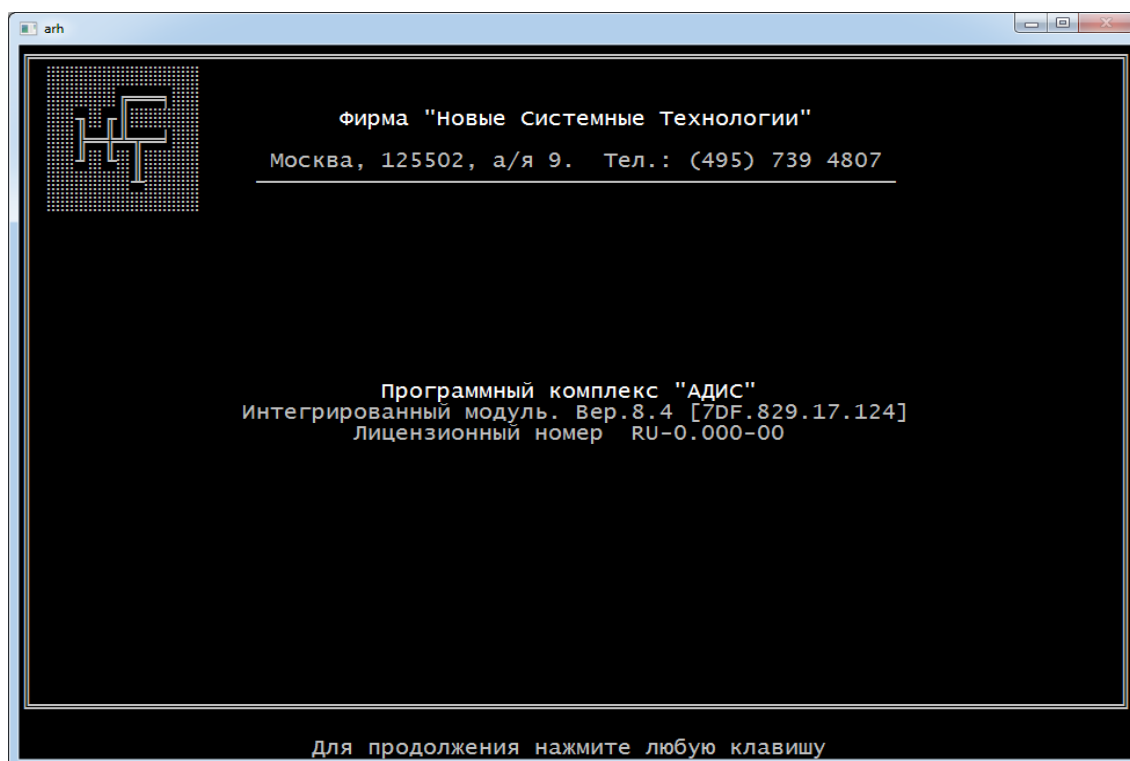 arh
Фирма "Новые Системные Технологии"
Москва, 125502, а/я 9. Тел.: (495) 739 4807
Программный комплекс "АДИС"
Интегрированный модуль. Вер.8.4 [7DF.829.17.124]
Лицензионный номер RU-0.000-00
Для продолжения нажмите любую клавишу